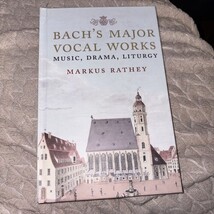 BACH'S MAJOR
VOCAL WORKS
MUSIC, DRAMA, LITURGY
MARKUS RATHEY